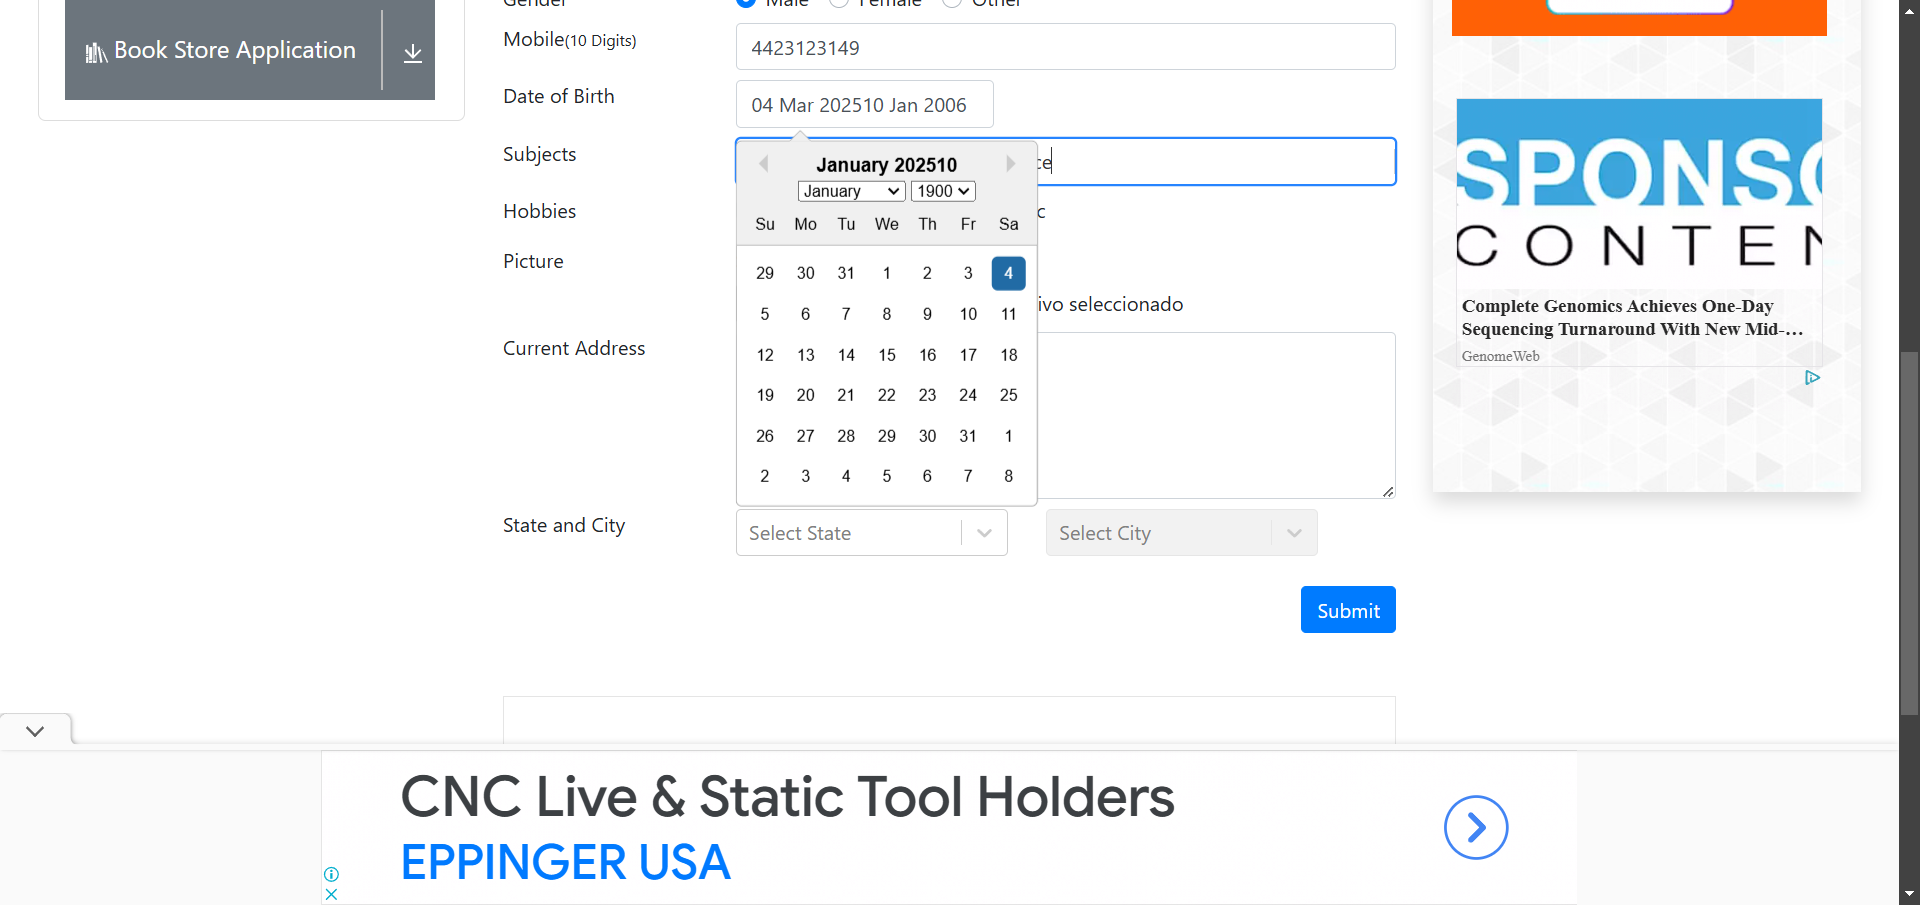 Gender Male Female Other
Book Store Application
Mobile(10 Digits) 4423123149
Date of Birth 04 Mar 202510 Jan 2006
Subjects ce
January 202510
January 1900
Su Mo Tu We Th Fr Sa
29 30 31 1 2 3 4
5 6 7 8 9 10 11
12 13 14 15 16 17 18
19 20 21 22 23 24 25
26 27 28 29 30 31 1
2 3 4 5 6 7 8
Hobbies c
Picture
ivo seleccionado
Current Address
State and City Select State Select City
Submit
SPONSO
CONTEN
Complete Genomics Achieves One-Day
Sequencing Turnaround With New Mid-...
GenomeWeb
CNC Live & Static Tool Holders
EPPINGER USA